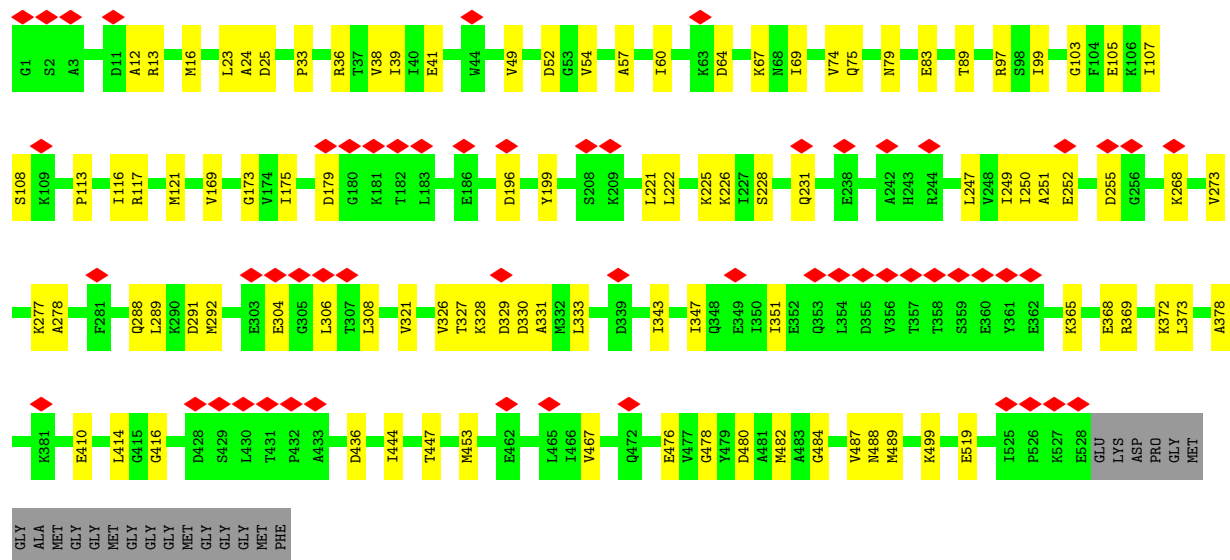 G1 S2 A3 D11 A12 R13 M16 L23 A24 D25 P33 R36 T37 V38 I39 I40 E41 W44 V49 D52 G53 V54 A57 I60 K63 D64 K67 N68 I69 V74 Q75 N79 E83 T89 R97 S98 I99 G103 F104 E105 K106 I107
S108 K109 P113 I116 R117 M121 V169 G173 V174 I175 D179 G180 K181 T182 L183 E186 D196 Y199 S208 K209 L221 L222 K225 K226 I227 S228 Q231 E238 A242 H243 R244 L247 V248 I249 I250 A251 E252 D255 G256 K268 V273
K277 A278 F281 Q288 L289 K290 D291 M292 E303 E304 G305 L306 T307 L308 V321 V326 T327 K328 D329 D330 A331 M332 L333 D339 I343 I347 Q348 E349 I350 I351 E352 Q353 L354 D355 V356 T357 T358 S359 E360 Y361 E362 K365 E368 R369 K372 L373 A378
K381 E410 L414 G415 G416 D428 S429 L430 T431 P432 A433 D436 I444 T447 M453 E462 L465 I466 V467 Q472 E476 V477 G478 Y479 D480 A481 M482 A483 G484 V487 N488 M489 K499 E519 I525 P526 K527 E528 GLU LYS ASP PRO GLY MET
GLY ALA MET GLY GLY MET GLY GLY GLY MET GLY GLY GLY MET PHE